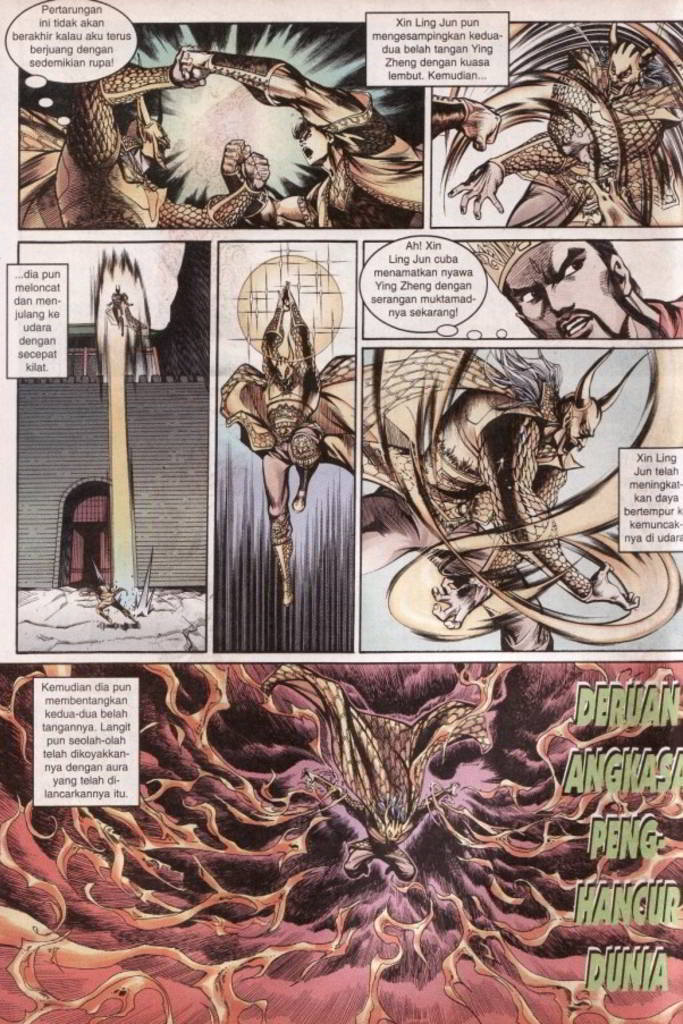 Pertarungan
ini tidak akan
berakhir kalau aku terus
berjuang dengan
sedemikian rupa!
Xin Ling Jun pun
mengesampingkan kedua-
dua belah tangan Ying
Zheng dengan kuasa
lembut. Kemudian...
...dia pun
meloncat
dan men-
julang ke
udara
dengan
secepat
kilat.
Ah! Xin
Ling Jun cuba
menamatkan nyawa
Ying Zheng dengan
serangan muktamad-
nya sekarang!
Xin Ling
Jun telah
meningkat-
kan daya
bertempur k
kemuncak-
nya di udara
Kemudian dia pun
membentangkan
kedua-dua belah
tangannya. Langit
pun seolah-olah
telah dikoyakkan-
nya dengan aura
yang telah di-
lancarkannya itu.
DERUAN
ANGKASA
PENG-
HANCUR
DUNIA